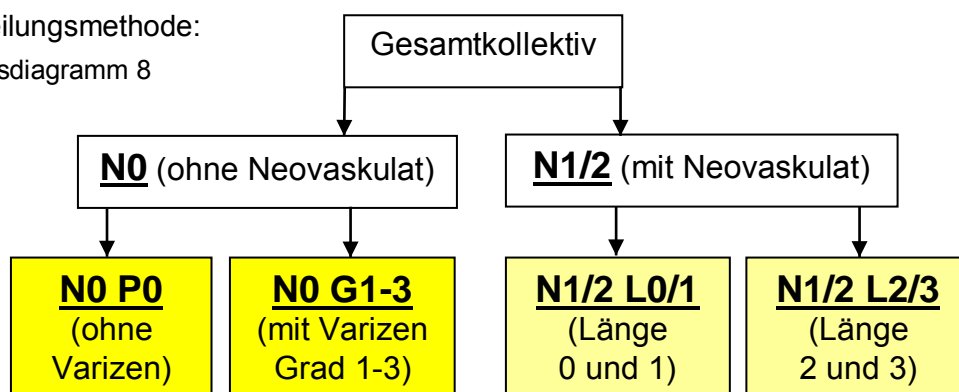 eilungsmethode:
sdiagramm 8
Gesamtkollektiv
N0 (ohne Neovaskulat)
N1/2 (mit Neovaskulat)
N0 P0
(ohne
Varizen)
N0 G1-3
(mit Varizen
Grad 1-3)
N1/2 L0/1
(Länge
0 und 1)
N1/2 L2/3
(Länge
2 und 3)